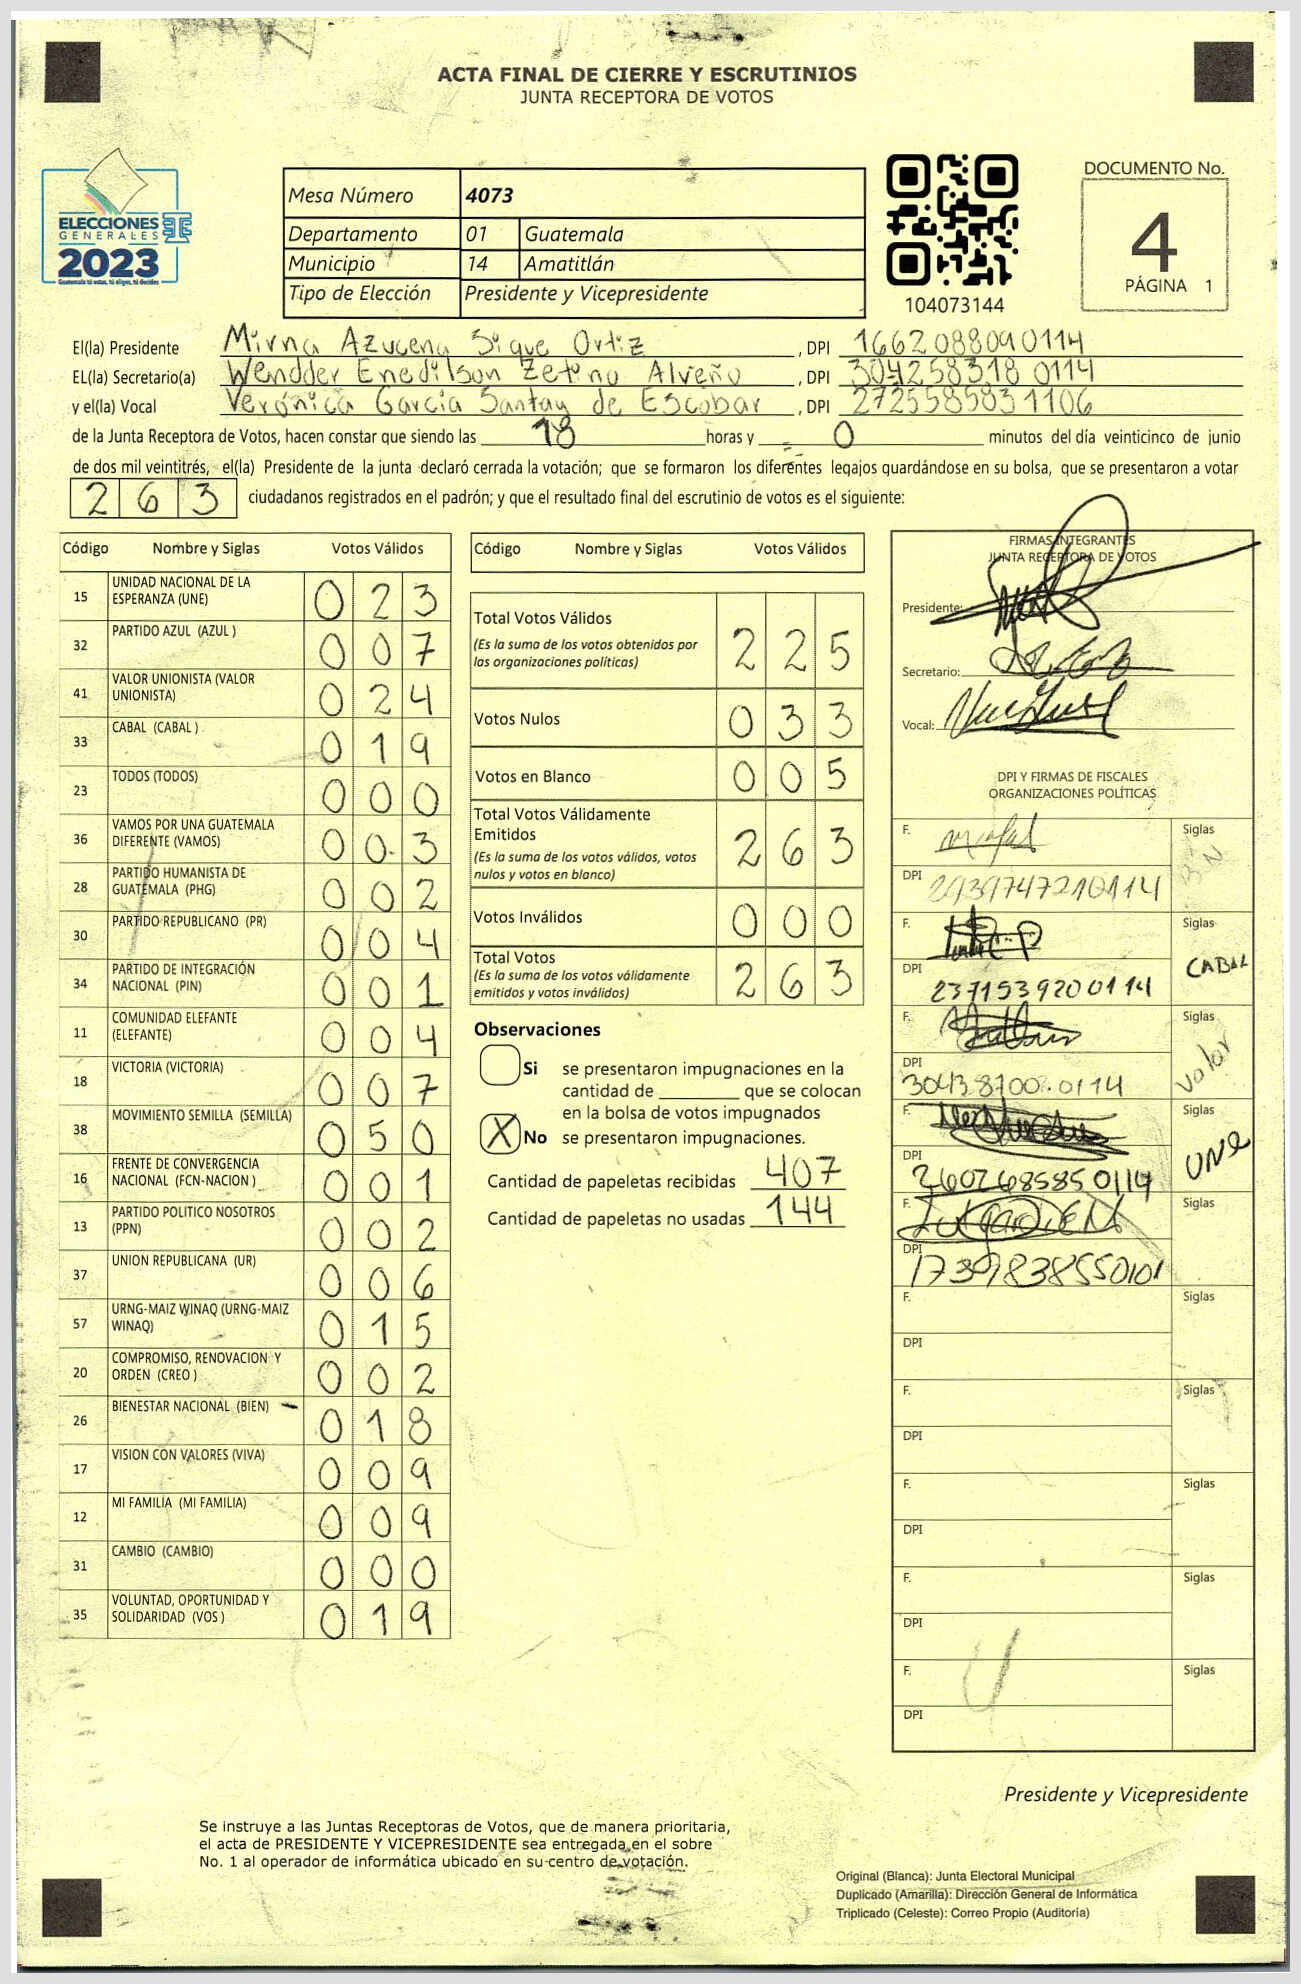 ACTA FINAL DE CIERRE Y ESCRUTINIOS
JUNTA RECEPTORA DE VOTOS
ELECCIONES
GENERALES
2023
Guatemala tú votas, tú eliges, tú decides
Mesa Número 4073
Departamento 01 Guatemala
Municipio 14 Amatitlán
Tipo de Elección Presidente y Vicepresidente
104073144
DOCUMENTO No.
4
PÁGINA 1
El(la) Presidente Mirna Azucena Sique Ortiz, DPI 1662088090114
EL(la) Secretario(a) Wendder Enedilson Zetino Alveño, DPI 3042583180114
y el(la) Vocal Verónica García Santay de Escobar, DPI 2725585831106
de la Junta Receptora de Votos, hacen constar que siendo las 18 horas y 0 minutos del día veinticinco de junio
de dos mil veintitrés, el(la) Presidente de la junta declaró cerrada la votación; que se formaron los diferentes legajos guardándose en su bolsa, que se presentaron a votar
263 ciudadanos registrados en el padrón; y que el resultado final del escrutinio de votos es el siguiente:
Código Nombre y Siglas Votos Válidos
15 UNIDAD NACIONAL DE LA ESPERANZA (UNE) 023
32 PARTIDO AZUL (AZUL ) 007
41 VALOR UNIONISTA (VALOR UNIONISTA) 024
33 CABAL (CABAL ) 019
23 TODOS (TODOS) 000
36 VAMOS POR UNA GUATEMALA DIFERENTE (VAMOS) 003
28 PARTIDO HUMANISTA DE GUATEMALA (PHG) 002
30 PARTIDO REPUBLICANO (PR) 004
34 PARTIDO DE INTEGRACIÓN NACIONAL (PIN) 001
11 COMUNIDAD ELEFANTE (ELEFANTE) 004
18 VICTORIA (VICTORIA) 007
38 MOVIMIENTO SEMILLA (SEMILLA) 050
16 FRENTE DE CONVERGENCIA NACIONAL (FCN-NACION ) 001
13 PARTIDO POLITICO NOSOTROS (PPN) 002
37 UNION REPUBLICANA (UR) 006
57 URNG-MAIZ WINAQ (URNG-MAIZ WINAQ) 015
20 COMPROMISO, RENOVACION Y ORDEN (CREO ) 002
26 BIENESTAR NACIONAL (BIEN) 018
17 VISION CON VALORES (VIVA) 009
12 MI FAMILIA (MI FAMILIA) 009
31 CAMBIO (CAMBIO) 000
35 VOLUNTAD, OPORTUNIDAD Y SOLIDARIDAD (VOS ) 019
Código Nombre y Siglas Votos Válidos
Total Votos Válidos 225
(Es la suma de los votos obtenidos por
las organizaciones políticas)
Votos Nulos 033
Votos en Blanco 005
Total Votos Válidamente
Emitidos 263
(Es la suma de los votos válidos, votos
nulos y votos en blanco)
Votos Inválidos 000
Total Votos 263
(Es la suma de los votos válidamente
emitidos y votos inválidos)
Observaciones
Si se presentaron impugnaciones en la
cantidad de ________ que se colocan
en la bolsa de votos impugnados
X No se presentaron impugnaciones.
Cantidad de papeletas recibidas 407
Cantidad de papeletas no usadas 144
FIRMAS INTEGRANTES
JUNTA RECEPTORA DE VOTOS
Presidente:
Secretario:
Vocal:
DPI Y FIRMAS DE FISCALES
ORGANIZACIONES POLÍTICAS
F. Siglas
DPI 2939747210114
F. Siglas CABAL
DPI 2371539200114
F. Siglas Valor
DPI
F. Siglas UNE
DPI 2602685850114
F. Siglas
DPI 1739838550101
F. Siglas
DPI
F. Siglas
DPI
F. Siglas
DPI
F. Siglas
DPI
F. Siglas
DPI
Presidente y Vicepresidente
Se instruye a las Juntas Receptoras de Votos, que de manera prioritaria,
el acta de PRESIDENTE Y VICEPRESIDENTE sea entregada en el sobre
No. 1 al operador de informática ubicado en su centro de votación.
Original (Blanca): Junta Electoral Municipal
Duplicado (Amarilla): Dirección General de Informática
Triplicado (Celeste): Correo Propio (Auditoría)